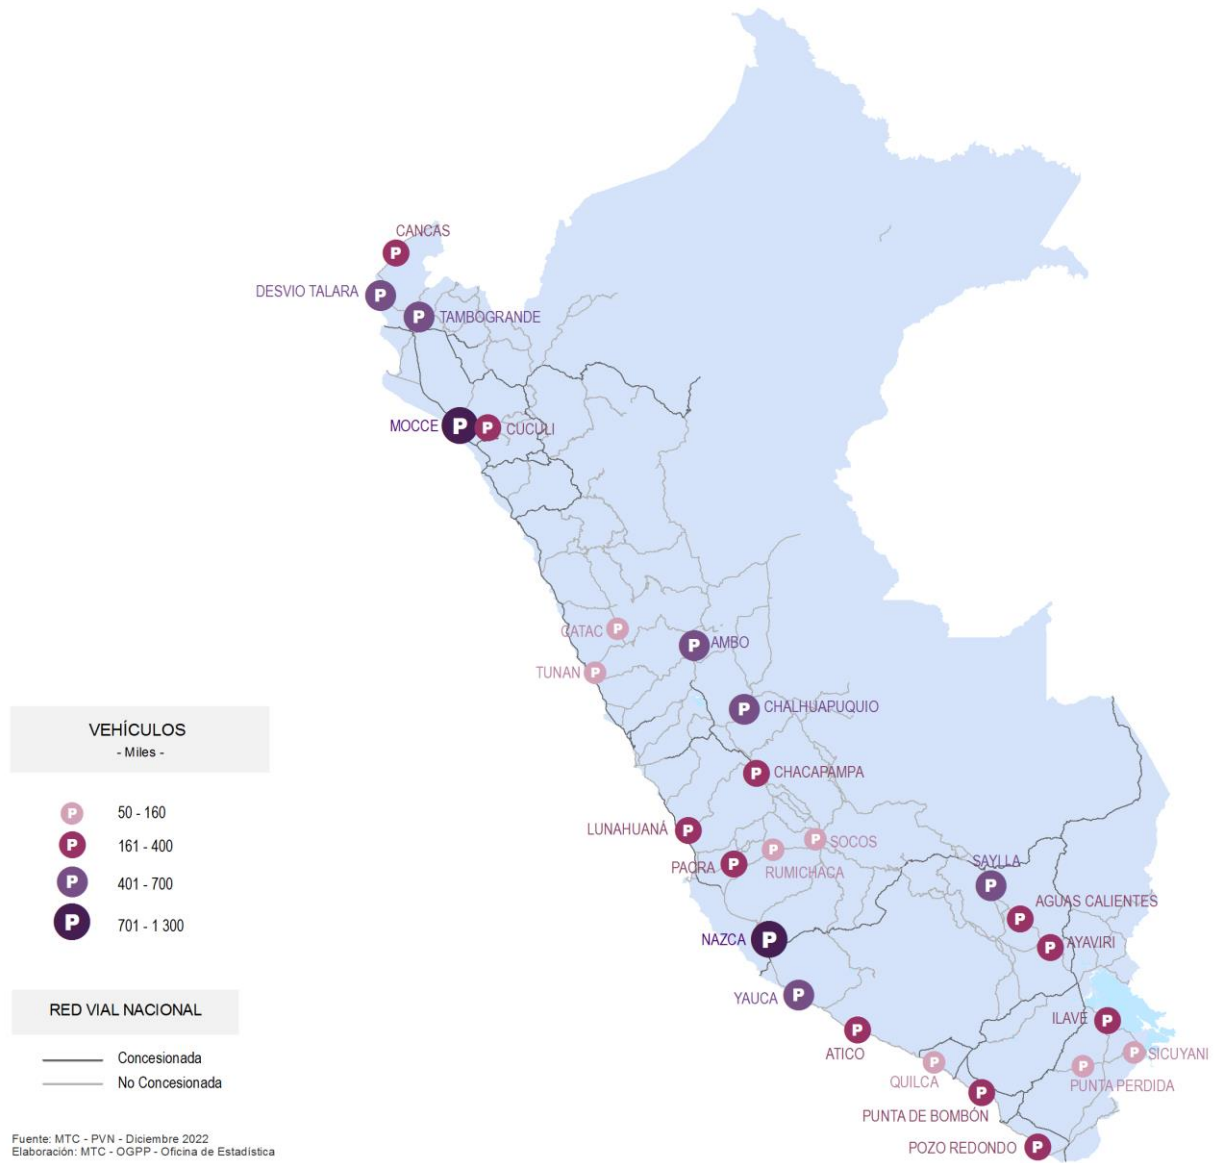 CANCAS
P
DESVIO TALARA P
P TAMBOGRANDE
MOCCE P P CUCULI
CATAC P
P AMBO
TUNAN P
P CHALHUAPUQUIO
P CHACAPAMPA
LUNAHUANÁ P
P SOCOS
PACRA P P
RUMICHACA
SAYLLA
P
AGUAS CALIENTES
P
NAZCA P
P AYAVIRI
YAUCA P
ILAVE P
P
ATICO
P SICUYANI
QUILCA P
P
PUNTA PERDIDA
P
PUNTA DE BOMBÓN
POZO REDONDO P
VEHÍCULOS
- Miles -
P 50 - 160
P 161 - 400
P 401 - 700
P 701 - 1 300
RED VIAL NACIONAL
Concesionada
No Concesionada
Fuente: MTC - PVN - Diciembre 2022
Elaboración: MTC - OGPP - Oficina de Estadística